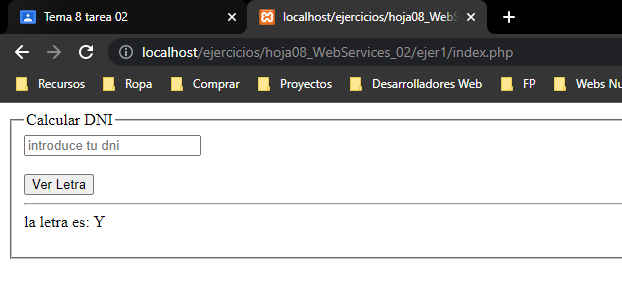 Tema 8 tarea 02
localhost/ejercicios/hoja08_WebS
localhost/ejercicios/hoja08_WebServices_02/ejer1/index.php
Recursos Ropa Comprar Proyectos Desarrolladores Web FP Webs Nu
Calcular DNI
introduce tu dni
Ver Letra
la letra es: Y